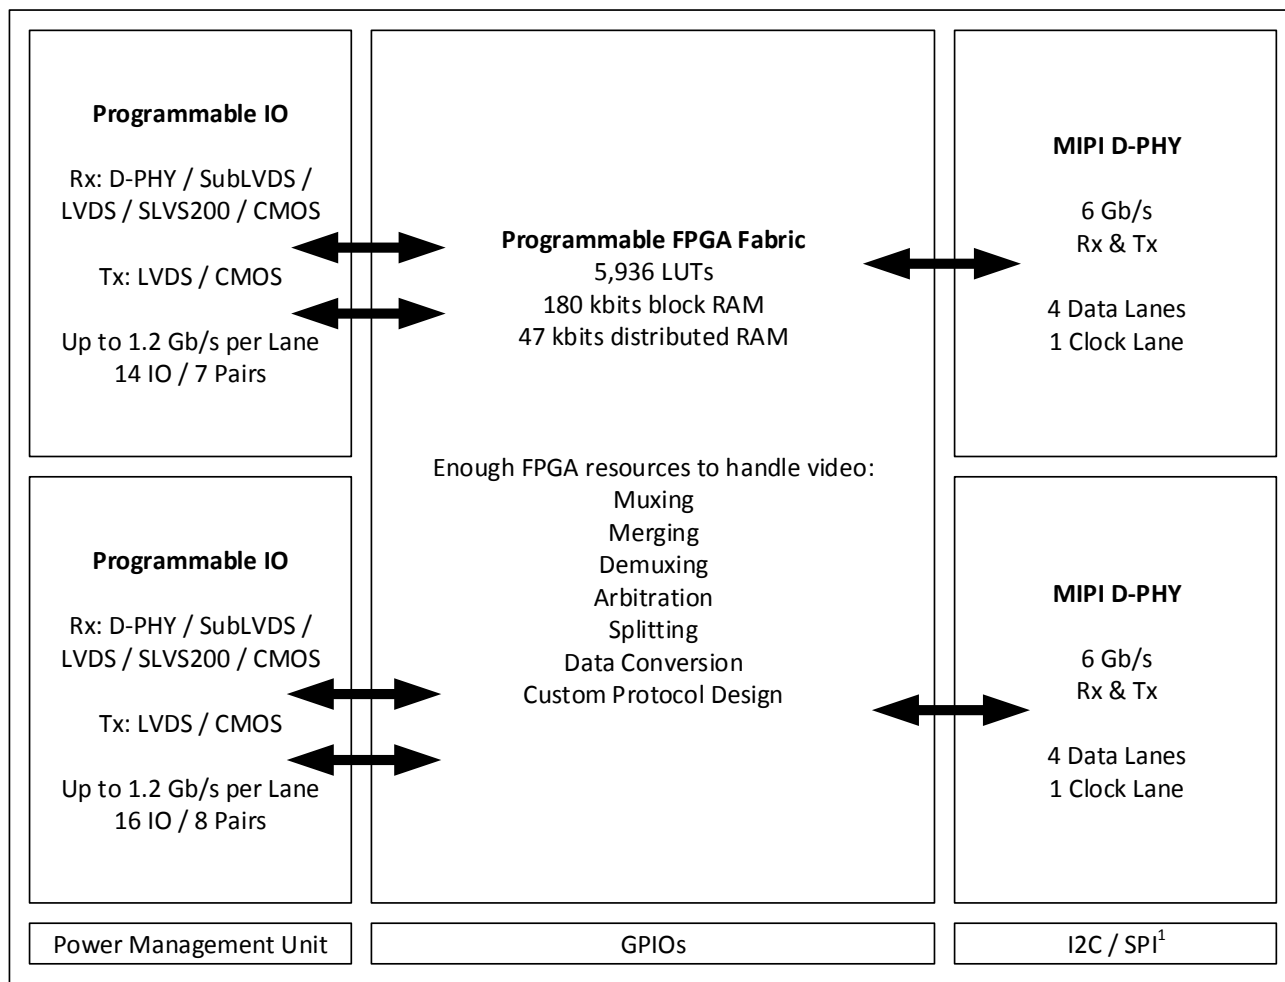 Programmable IO
Rx: D-PHY / SubLVDS /
LVDS / SLVS200 / CMOS
Tx: LVDS / CMOS
Up to 1.2 Gb/s per Lane
14 IO / 7 Pairs
Programmable IO
Rx: D-PHY / SubLVDS /
LVDS / SLVS200 / CMOS
Tx: LVDS / CMOS
Up to 1.2 Gb/s per Lane
16 IO / 8 Pairs
Programmable FPGA Fabric
5,936 LUTs
180 kbits block RAM
47 kbits distributed RAM
Enough FPGA resources to handle video:
Muxing
Merging
Demuxing
Arbitration
Splitting
Data Conversion
Custom Protocol Design
MIPI D-PHY
6 Gb/s
Rx & Tx
4 Data Lanes
1 Clock Lane
MIPI D-PHY
6 Gb/s
Rx & Tx
4 Data Lanes
1 Clock Lane
Power Management Unit
GPIOs
I2C / SPI¹